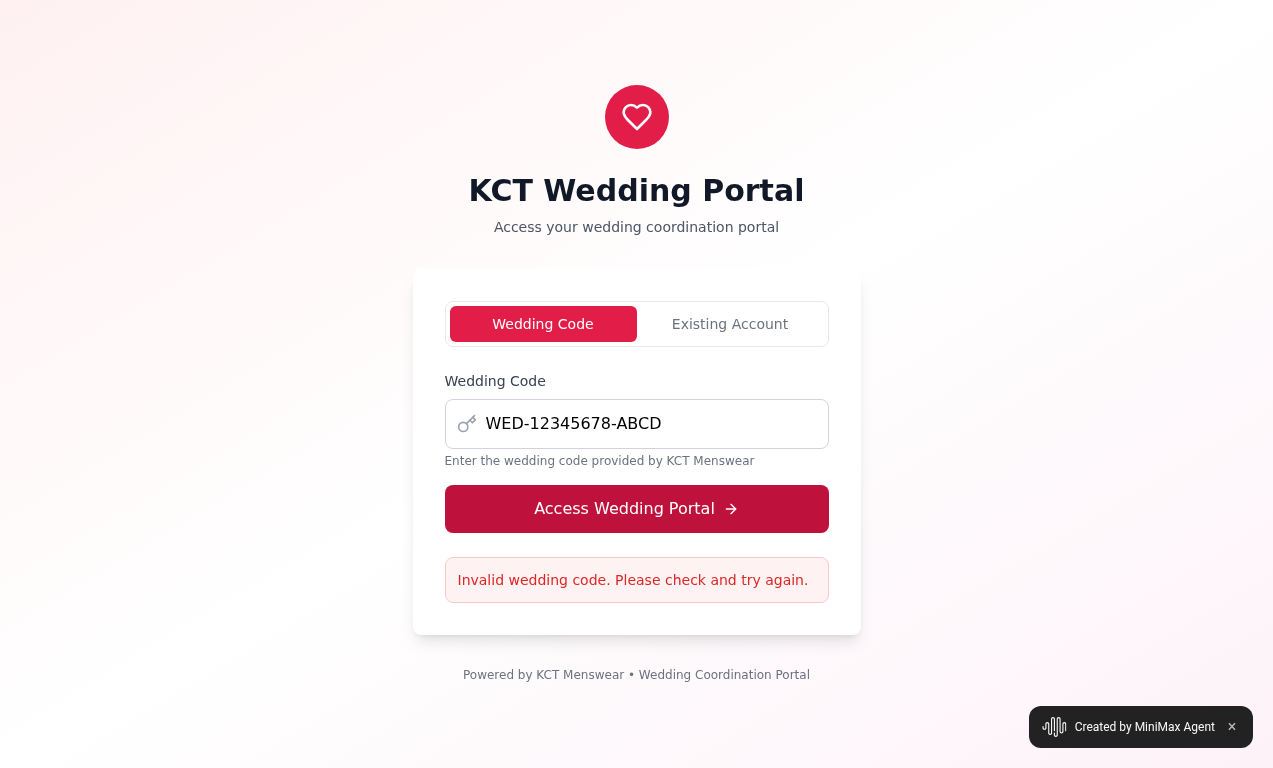 KCT Wedding Portal
Access your wedding coordination portal
Wedding Code
Existing Account
Wedding Code
WED-12345678-ABCD
Enter the wedding code provided by KCT Menswear
Access Wedding Portal →
Invalid wedding code. Please check and try again.
Powered by KCT Menswear • Wedding Coordination Portal
Created by MiniMax Agent ×